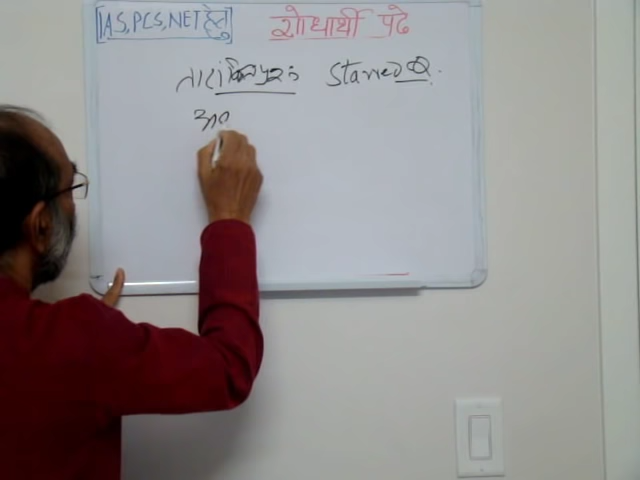 [IAS, PCS, NET हेतु] शोधार्थी पढे
तारांकित प्रश्न Starred Q.